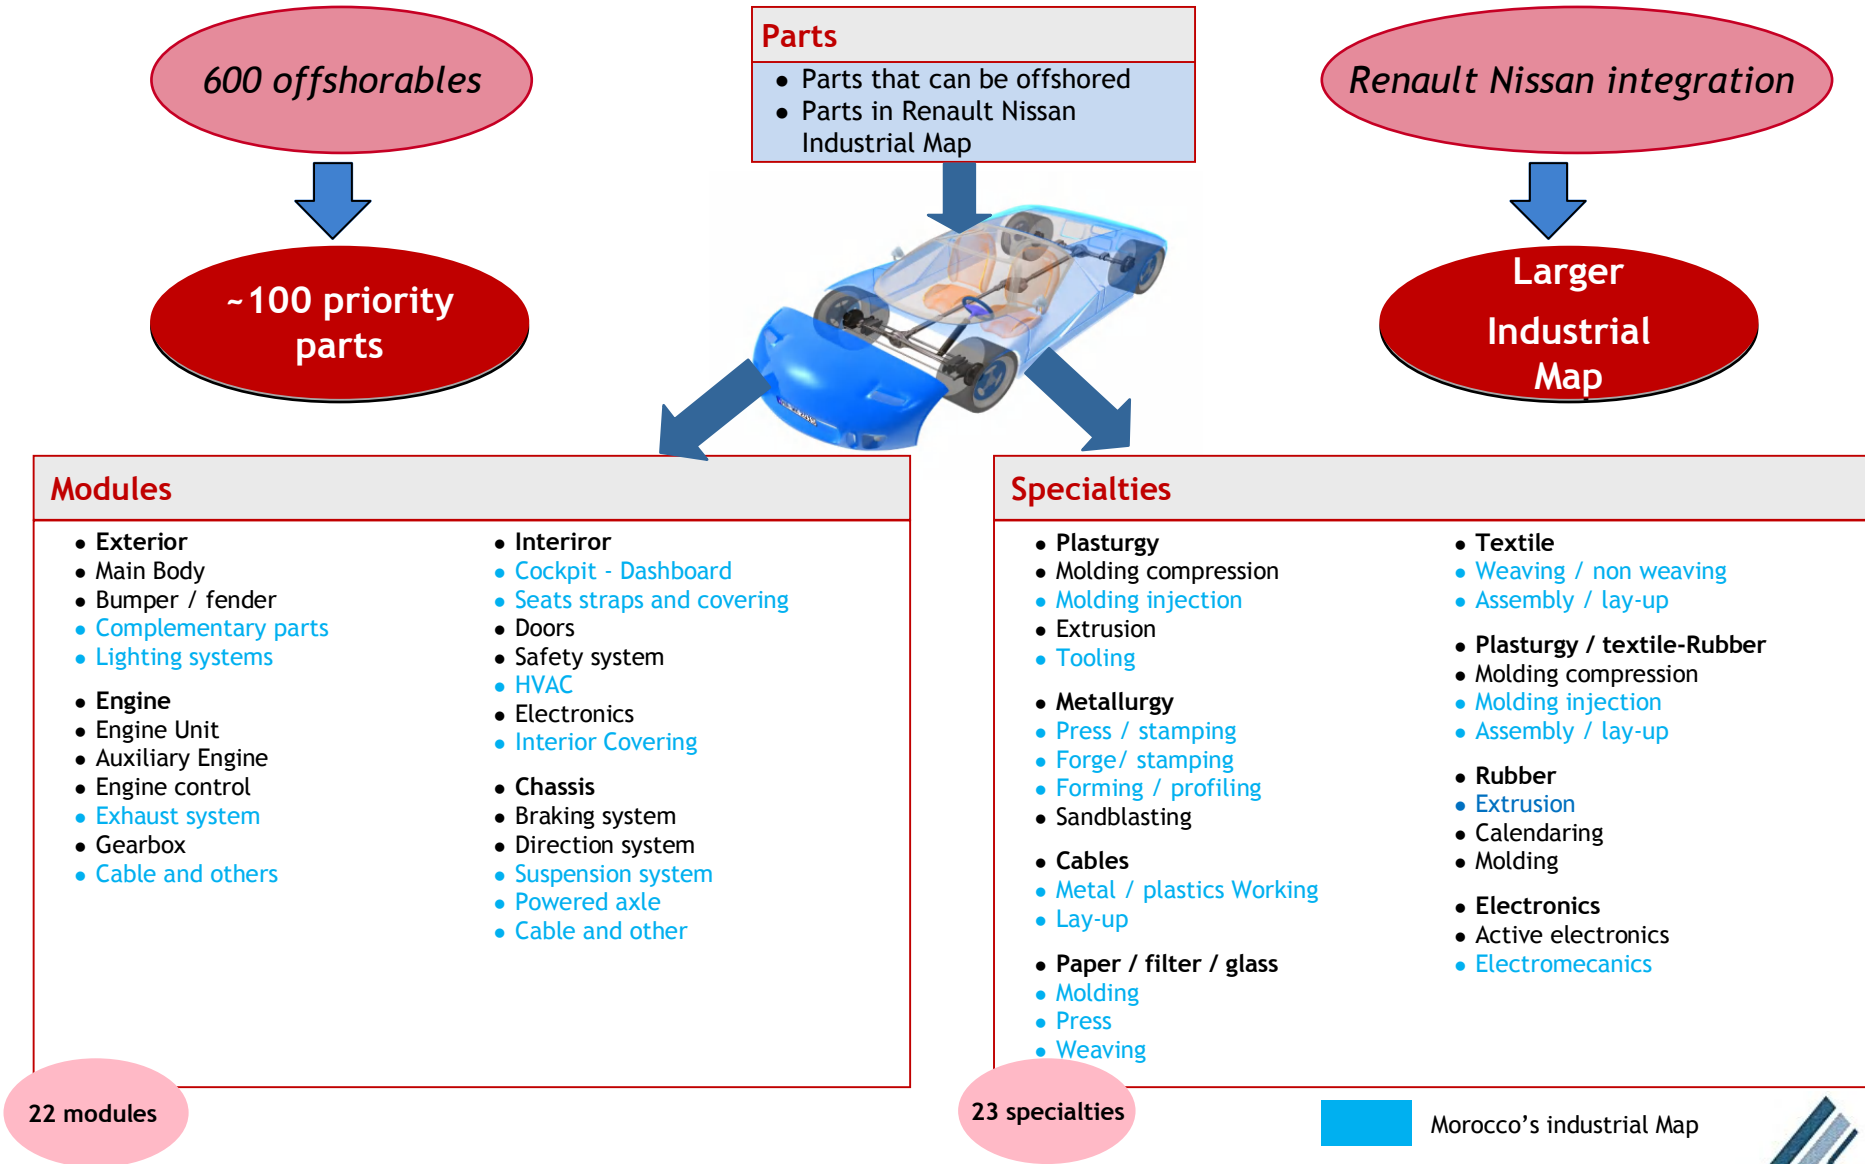 600 offshorables
~100 priority
parts
Parts
● Parts that can be offshored
● Parts in Renault Nissan
Industrial Map
Renault Nissan integration
Larger
Industrial
Map
Modules
● Exterior
● Main Body
● Bumper / fender
● Complementary parts
● Lighting systems
● Engine
● Engine Unit
● Auxiliary Engine
● Engine control
● Exhaust system
● Gearbox
● Cable and others
● Interiror
● Cockpit - Dashboard
● Seats straps and covering
● Doors
● Safety system
● HVAC
● Electronics
● Interior Covering
● Chassis
● Braking system
● Direction system
● Suspension system
● Powered axle
● Cable and other
22 modules
Specialties
● Plasturgy
● Molding compression
● Molding injection
● Extrusion
● Tooling
● Metallurgy
● Press / stamping
● Forge/ stamping
● Forming / profiling
● Sandblasting
● Cables
● Metal / plastics Working
● Lay-up
● Paper / filter / glass
● Molding
● Press
● Weaving
● Textile
● Weaving / non weaving
● Assembly / lay-up
● Plasturgy / textile-Rubber
● Molding compression
● Molding injection
● Assembly / lay-up
● Rubber
● Extrusion
● Calendaring
● Molding
● Electronics
● Active electronics
● Electromecanics
23 specialties
Morocco's industrial Map